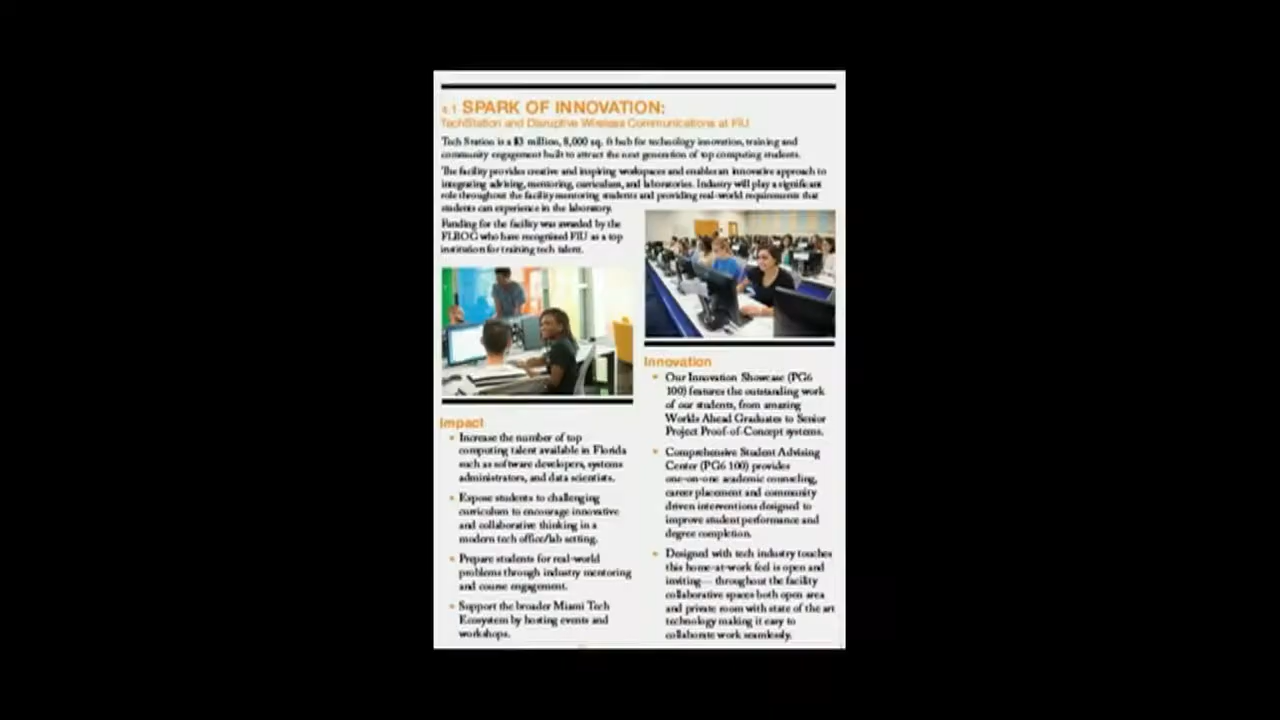 4.1 SPARK OF INNOVATION:
TechStation and Disruptive Wireless Communications at FIU
Tech Station is a $3 million, 8,000 sq. ft hub for technology innovation, training and
community engagement built to attract the next generation of top computing students.
The facility provides creative and inspiring workspaces and enables an innovative approach to
integrating advising, mentoring, curriculum, and laboratories. Industry will play a significant
role throughout the facility mentoring students and providing real-world requirements that
students can experience in the laboratory.
Funding for the facility was awarded by the
FLBOG who have recognized FIU as a top
institution for training tech talent.
Impact
• Increase the number of top
computing talent available in Florida
such as software developers, systems
administrators, and data scientists.
• Expose students to challenging
curriculum to encourage innovative
and collaborative thinking in a
modern tech office/lab setting.
• Prepare students for real-world
problems through industry mentoring
and course engagement.
• Support the broader Miami Tech
Ecosystem by hosting events and
workshops.
Innovation
• Our Innovation Showcase (PG6
100) features the outstanding work
of our students, from amazing
Worlds Ahead Graduates to Senior
Project Proof-of-Concept systems.
• Comprehensive Student Advising
Center (PG6 100) provides
one-on-one academic counseling,
career placement and community
driven interventions designed to
improve student performance and
degree completion.
• Designed with tech industry touches
this home-at-work feel is open and
inviting— throughout the facility
collaborative spaces both open area
and private room with state of the art
technology making it easy to
collaborate work seamlessly.